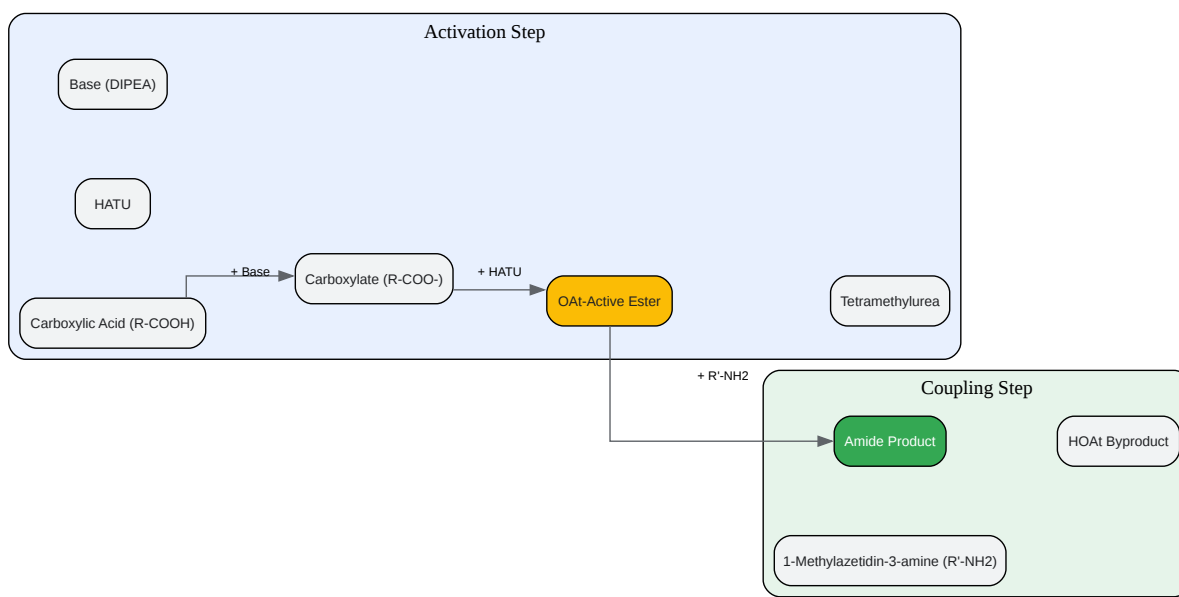 Activation Step
Base (DIPEA)
HATU
+ Base
Carboxylate (R-COO-)
+ HATU
OAt-Active Ester
Tetramethylurea
Carboxylic Acid (R-COOH)
+ R'-NH2
Coupling Step
Amide Product
HOAt Byproduct
1-Methylazetidin-3-amine (R'-NH2)